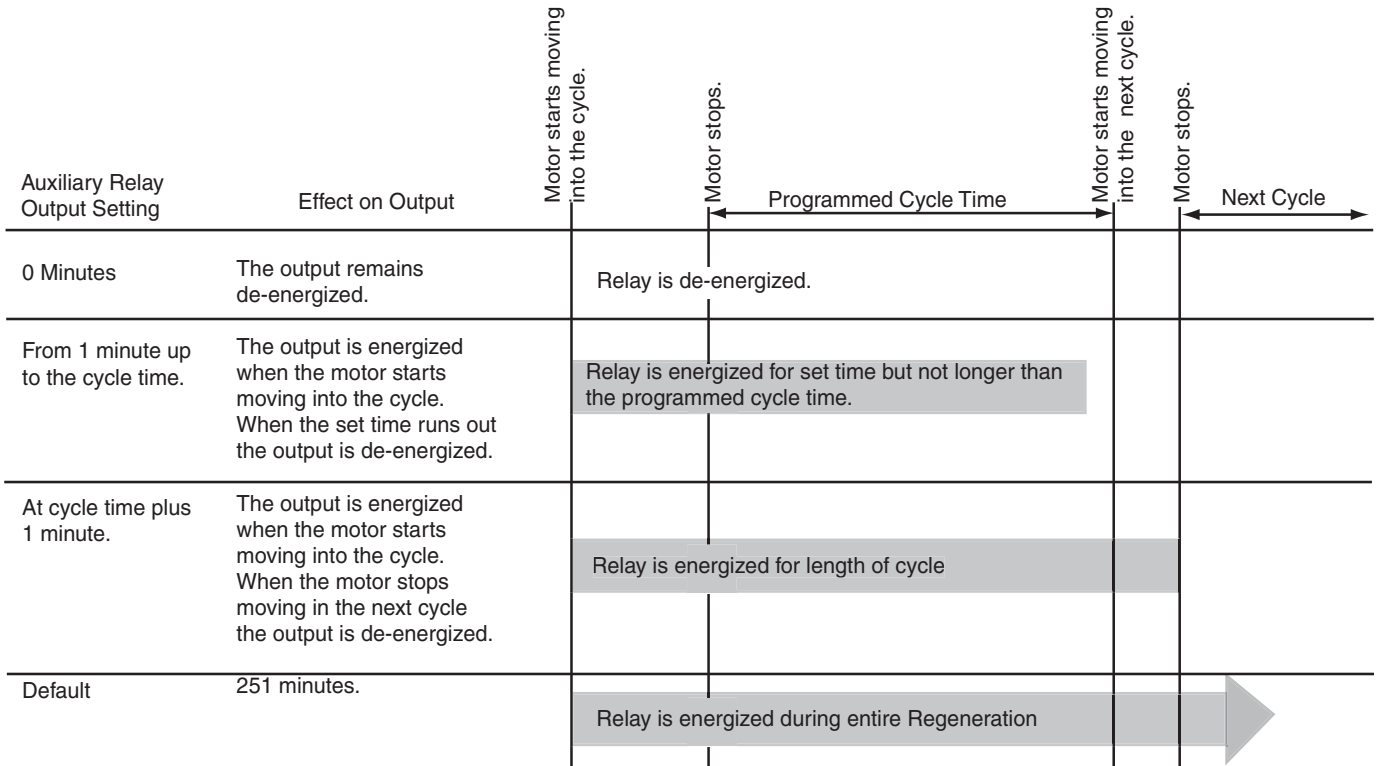 Motor starts moving
into the cycle.
Motor stops.
Motor starts moving
into the next cycle.
Motor stops.
Auxiliary Relay
Output Setting
Effect on Output
Programmed Cycle Time
Next Cycle
0 Minutes
The output remains
de-energized.
Relay is de-energized.
From 1 minute up
to the cycle time.
The output is energized
when the motor starts
moving into the cycle.
When the set time runs out
the output is de-energized.
Relay is energized for set time but not longer than
the programmed cycle time.
At cycle time plus
1 minute.
The output is energized
when the motor starts
moving into the cycle.
When the motor stops
moving in the next cycle
the output is de-energized.
Relay is energized for length of cycle
Default
251 minutes.
Relay is energized during entire Regeneration